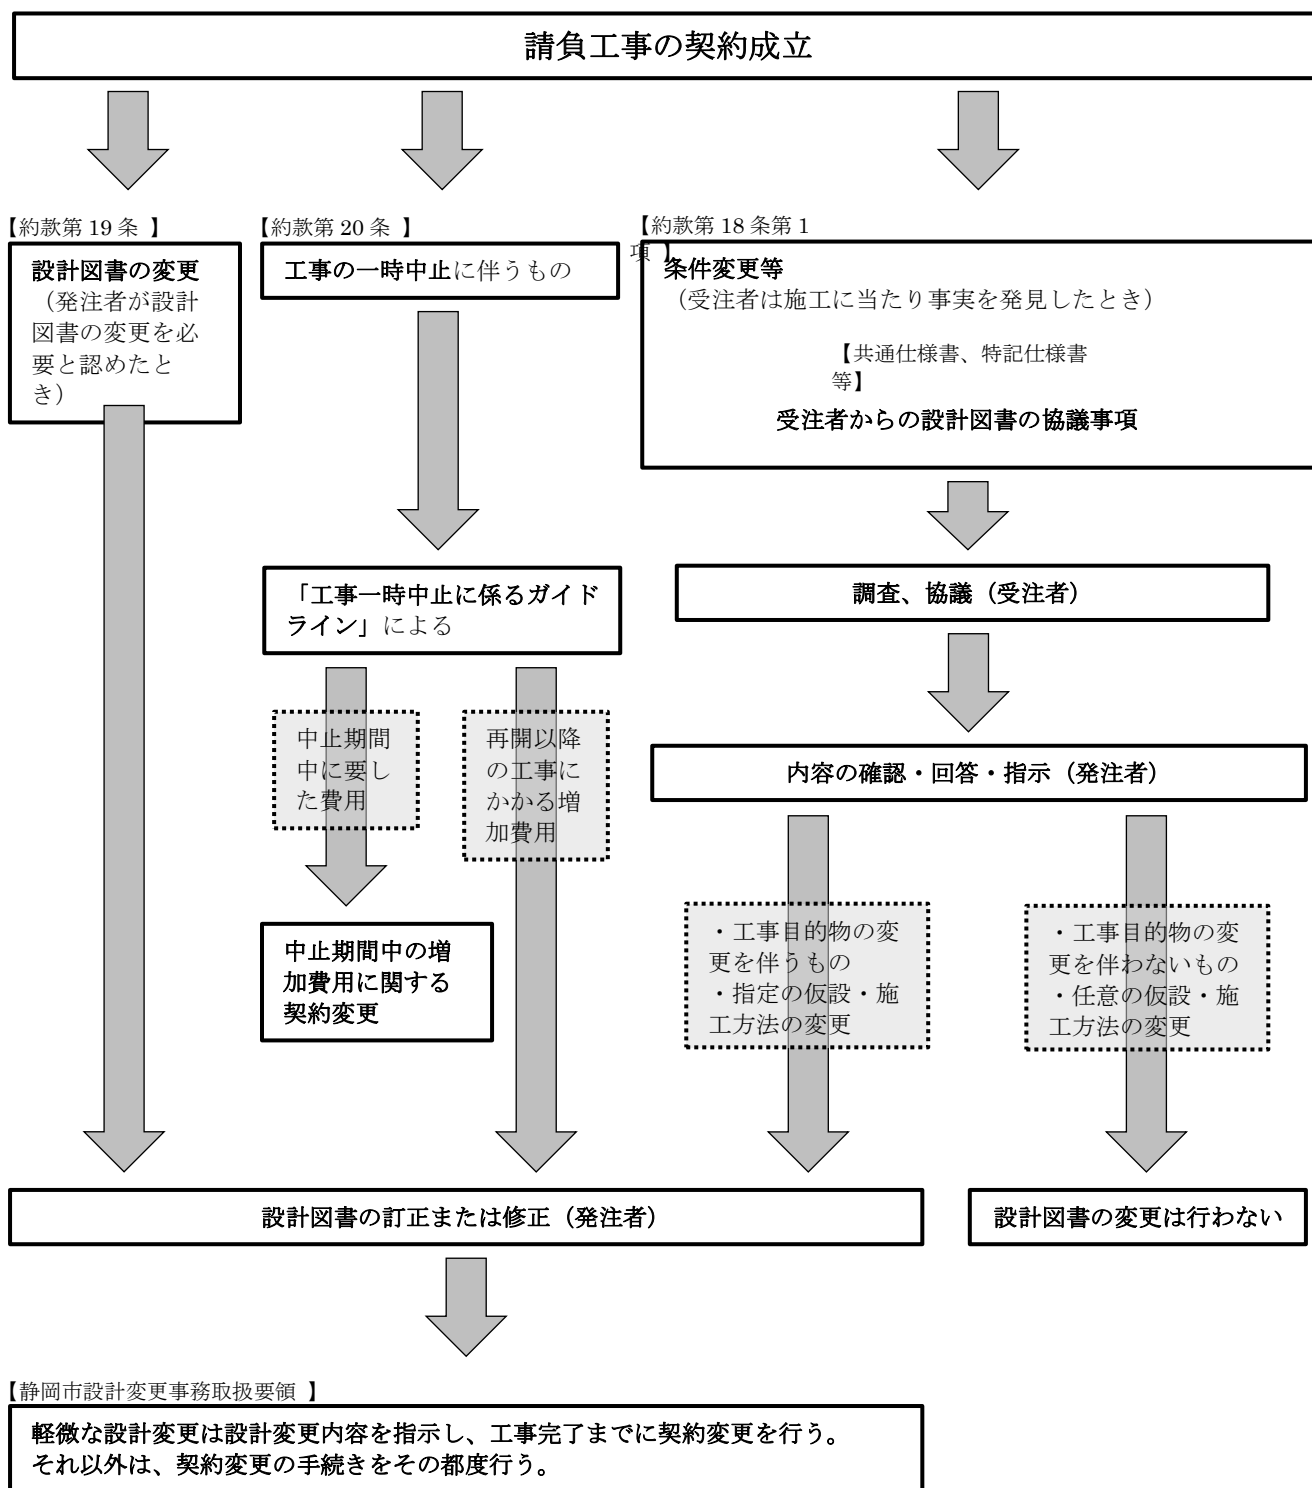 請負工事の契約成立
【約款第 19 条 】
設計図書の変更
（発注者が設計
図書の変更を必
要と認めたと
き）
【約款第 20 条 】
工事の一時中止に伴うもの
【約款第 18 条第 1
項 】
条件変更等
（受注者は施工に当たり事実を発見したとき）
【共通仕様書、特記仕様書
等】
受注者からの設計図書の協議事項
「工事一時中止に係るガイド
ライン」による
調査、協議（受注者）
中止期間
中に要し
た費用
再開以降
の工事に
かかる増
加費用
内容の確認・回答・指示（発注者）
中止期間中の増
加費用に関する
契約変更
・工事目的物の変
更を伴うもの
・指定の仮設・施
工方法の変更
・工事目的物の変
更を伴わないもの
・任意の仮設・施
工方法の変更
設計図書の訂正または修正（発注者）
設計図書の変更は行わない
【静岡市設計変更事務取扱要領 】
軽微な設計変更は設計変更内容を指示し、工事完了までに契約変更を行う。
それ以外は、契約変更の手続きをその都度行う。